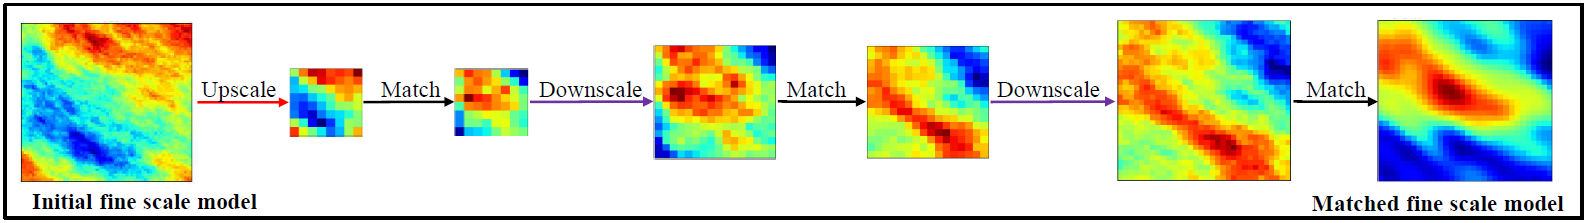 Upscale
Match
Downscale
Match
Downscale
Match
Initial fine scale model
Matched fine scale model